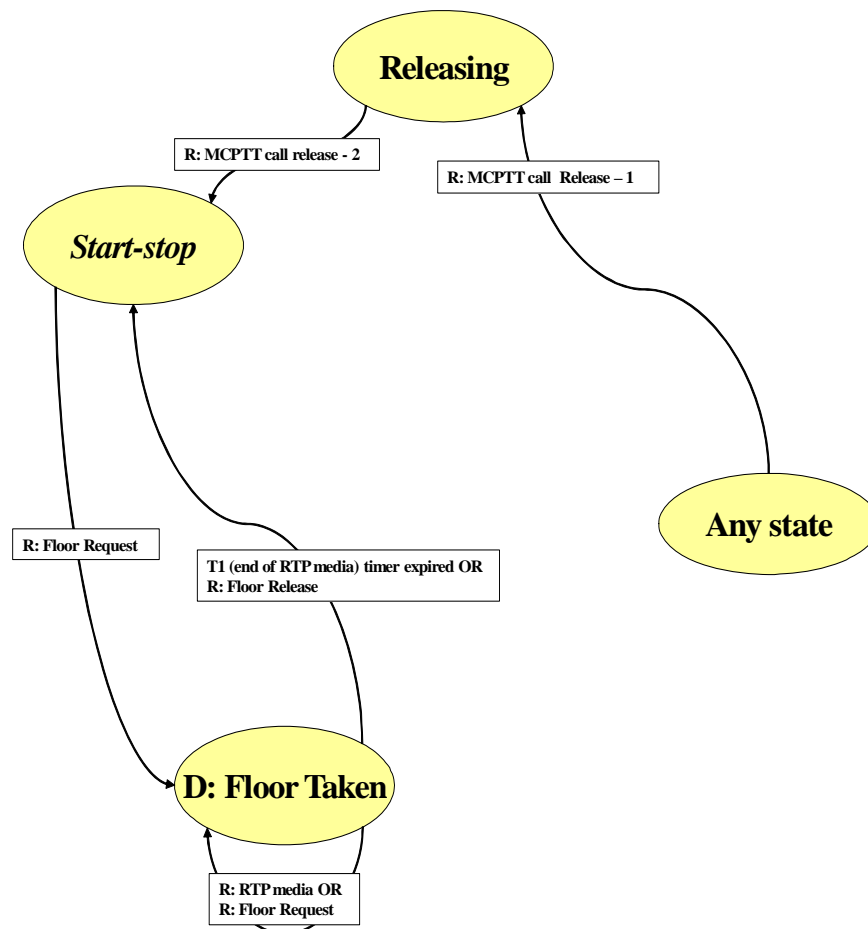 Releasing
R: MCPTT call release - 2
R: MCPTT call Release – 1
Start-stop
Any state
R: Floor Request
T1 (end of RTP media) timer expired OR
R: Floor Release
D: Floor Taken
R: RTP media OR
R: Floor Request